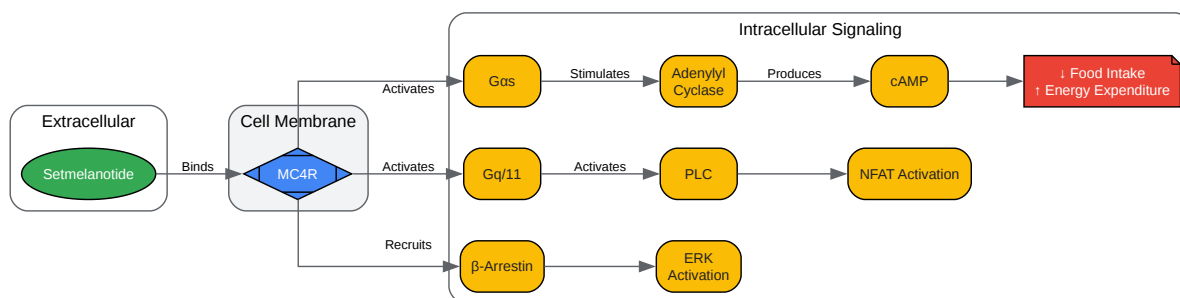 Intracellular Signaling
Gαs
Stimulates
Adenylyl
Cyclase
Produces
cAMP
↓ Food Intake
↑ Energy Expenditure
Activates
Extracellular
Cell Membrane
Setmelanotide
Binds
MC4R
Activates
Gq/11
Activates
PLC
NFAT Activation
Recruits
β-Arrestin
ERK
Activation